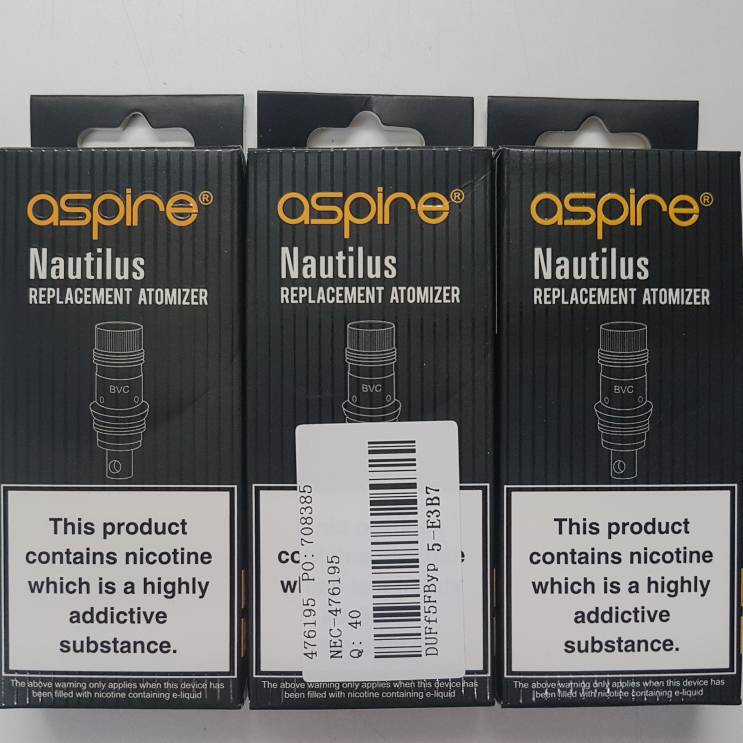 aspire®
Nautilus
REPLACEMENT ATOMIZER
BVC
This product
contains nicotine
which is a highly
addictive
substance.
The above warning only applies when this device has
been filled with nicotine containing e-liquid
aspire®
Nautilus
REPLACEMENT ATOMIZER
BVC
476195 PO: 708385
NEC-476195
Q: 40
DUFf5FByp 5-E3B7
The above warning only applies when this device has
been filled with nicotine containing e-liquid
aspire®
Nautilus
REPLACEMENT ATOMIZER
BVC
This product
contains nicotine
which is a highly
addictive
substance.
The above warning only applies when this device has
been filled with nicotine containing e-liquid